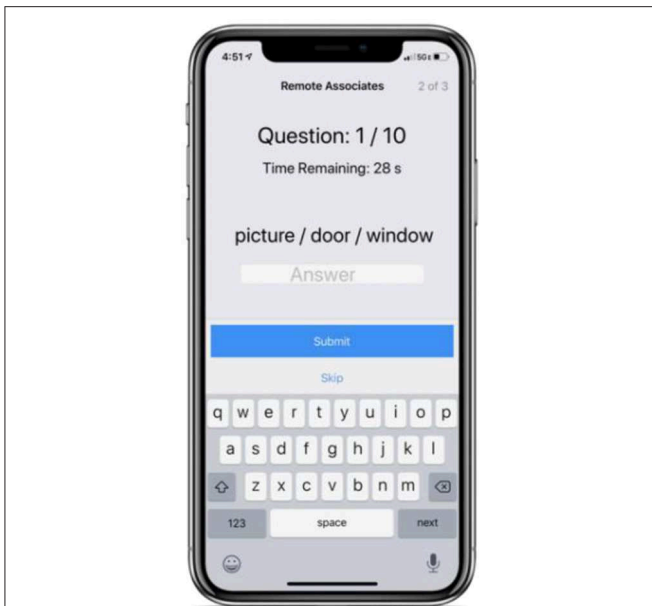 4:51 5G
Remote Associates 2 of 3
Question: 1 / 10
Time Remaining: 28 s
picture / door / window
Answer
Submit
Skip
q w e r t y u i o p
a s d f g h j k l
z x c v b n m
123 space next